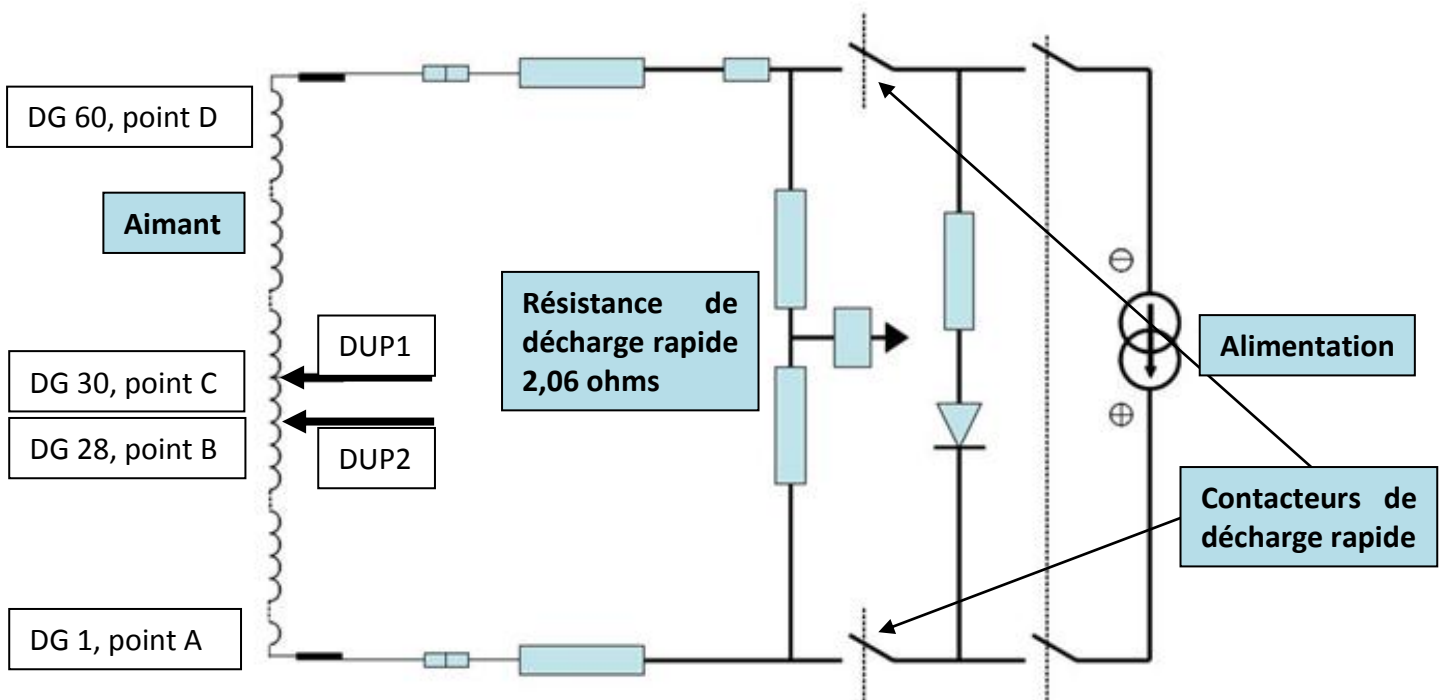 DG 60, point D
Aimant
DG 30, point C
DG 28, point B
DG 1, point A
DUP1
DUP2
Résistance de
décharge rapide
2,06 ohms
Alimentation
Contacteurs de
décharge rapide